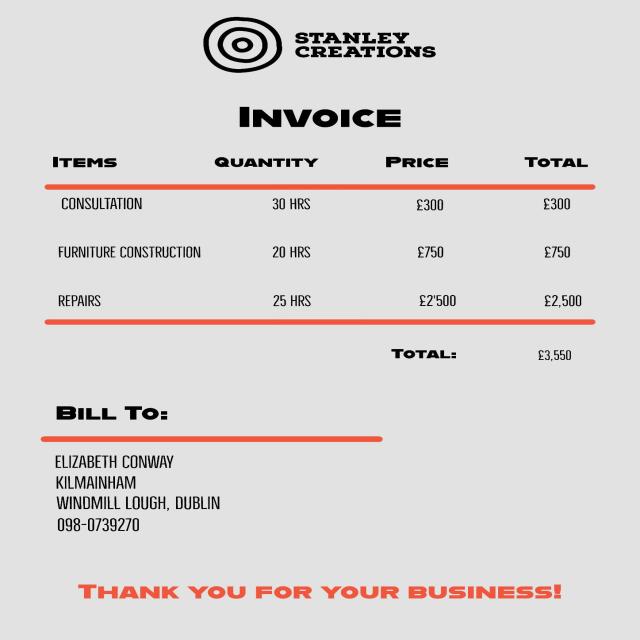 STANLEY
CREATIONS
INVOICE
ITEMS QUANTITY PRICE TOTAL
CONSULTATION 30 HRS £300 £300
FURNITURE CONSTRUCTION 20 HRS £750 £750
REPAIRS 25 HRS £2'500 £2,500
TOTAL: £3,550
BILL TO:
ELIZABETH CONWAY
KILMAINHAM
WINDMILL LOUGH, DUBLIN
098-0739270
THANK YOU FOR YOUR BUSINESS!